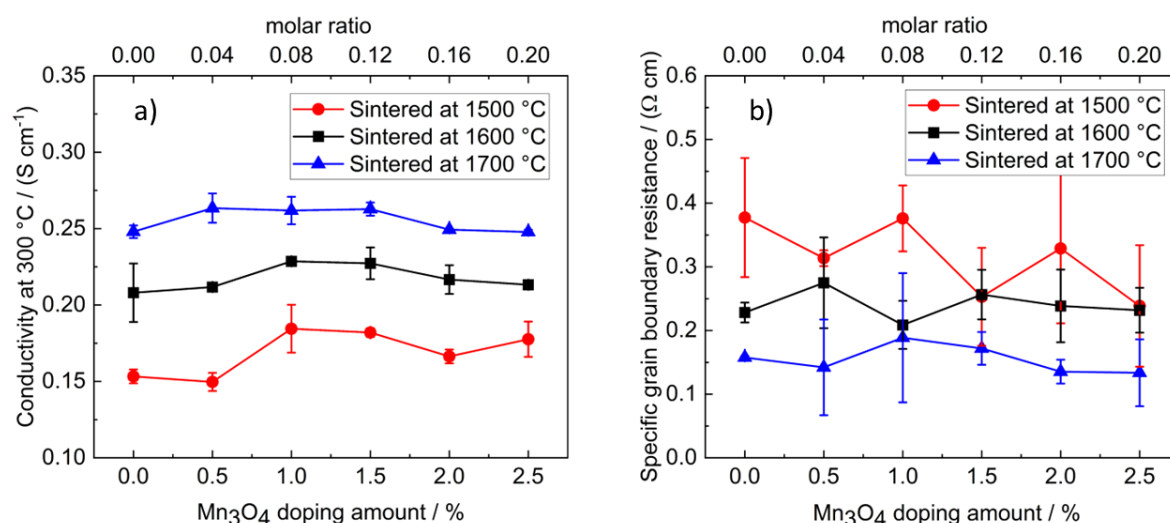 molar ratio
0.00 0.04 0.08 0.12 0.16 0.20
0.35
0.30
0.25
0.20
0.15
0.10
Conductivity at 300 °C / (S cm⁻¹)
a)
Sintered at 1500 °C
Sintered at 1600 °C
Sintered at 1700 °C
0.0 0.5 1.0 1.5 2.0 2.5
Mn₃O₄ doping amount / %
molar ratio
0.00 0.04 0.08 0.12 0.16 0.20
0.6
0.5
0.4
0.3
0.2
0.1
0.0
Specific grain boundary resistance / (Ω cm)
b)
Sintered at 1500 °C
Sintered at 1600 °C
Sintered at 1700 °C
0.0 0.5 1.0 1.5 2.0 2.5
Mn₃O₄ doping amount / %